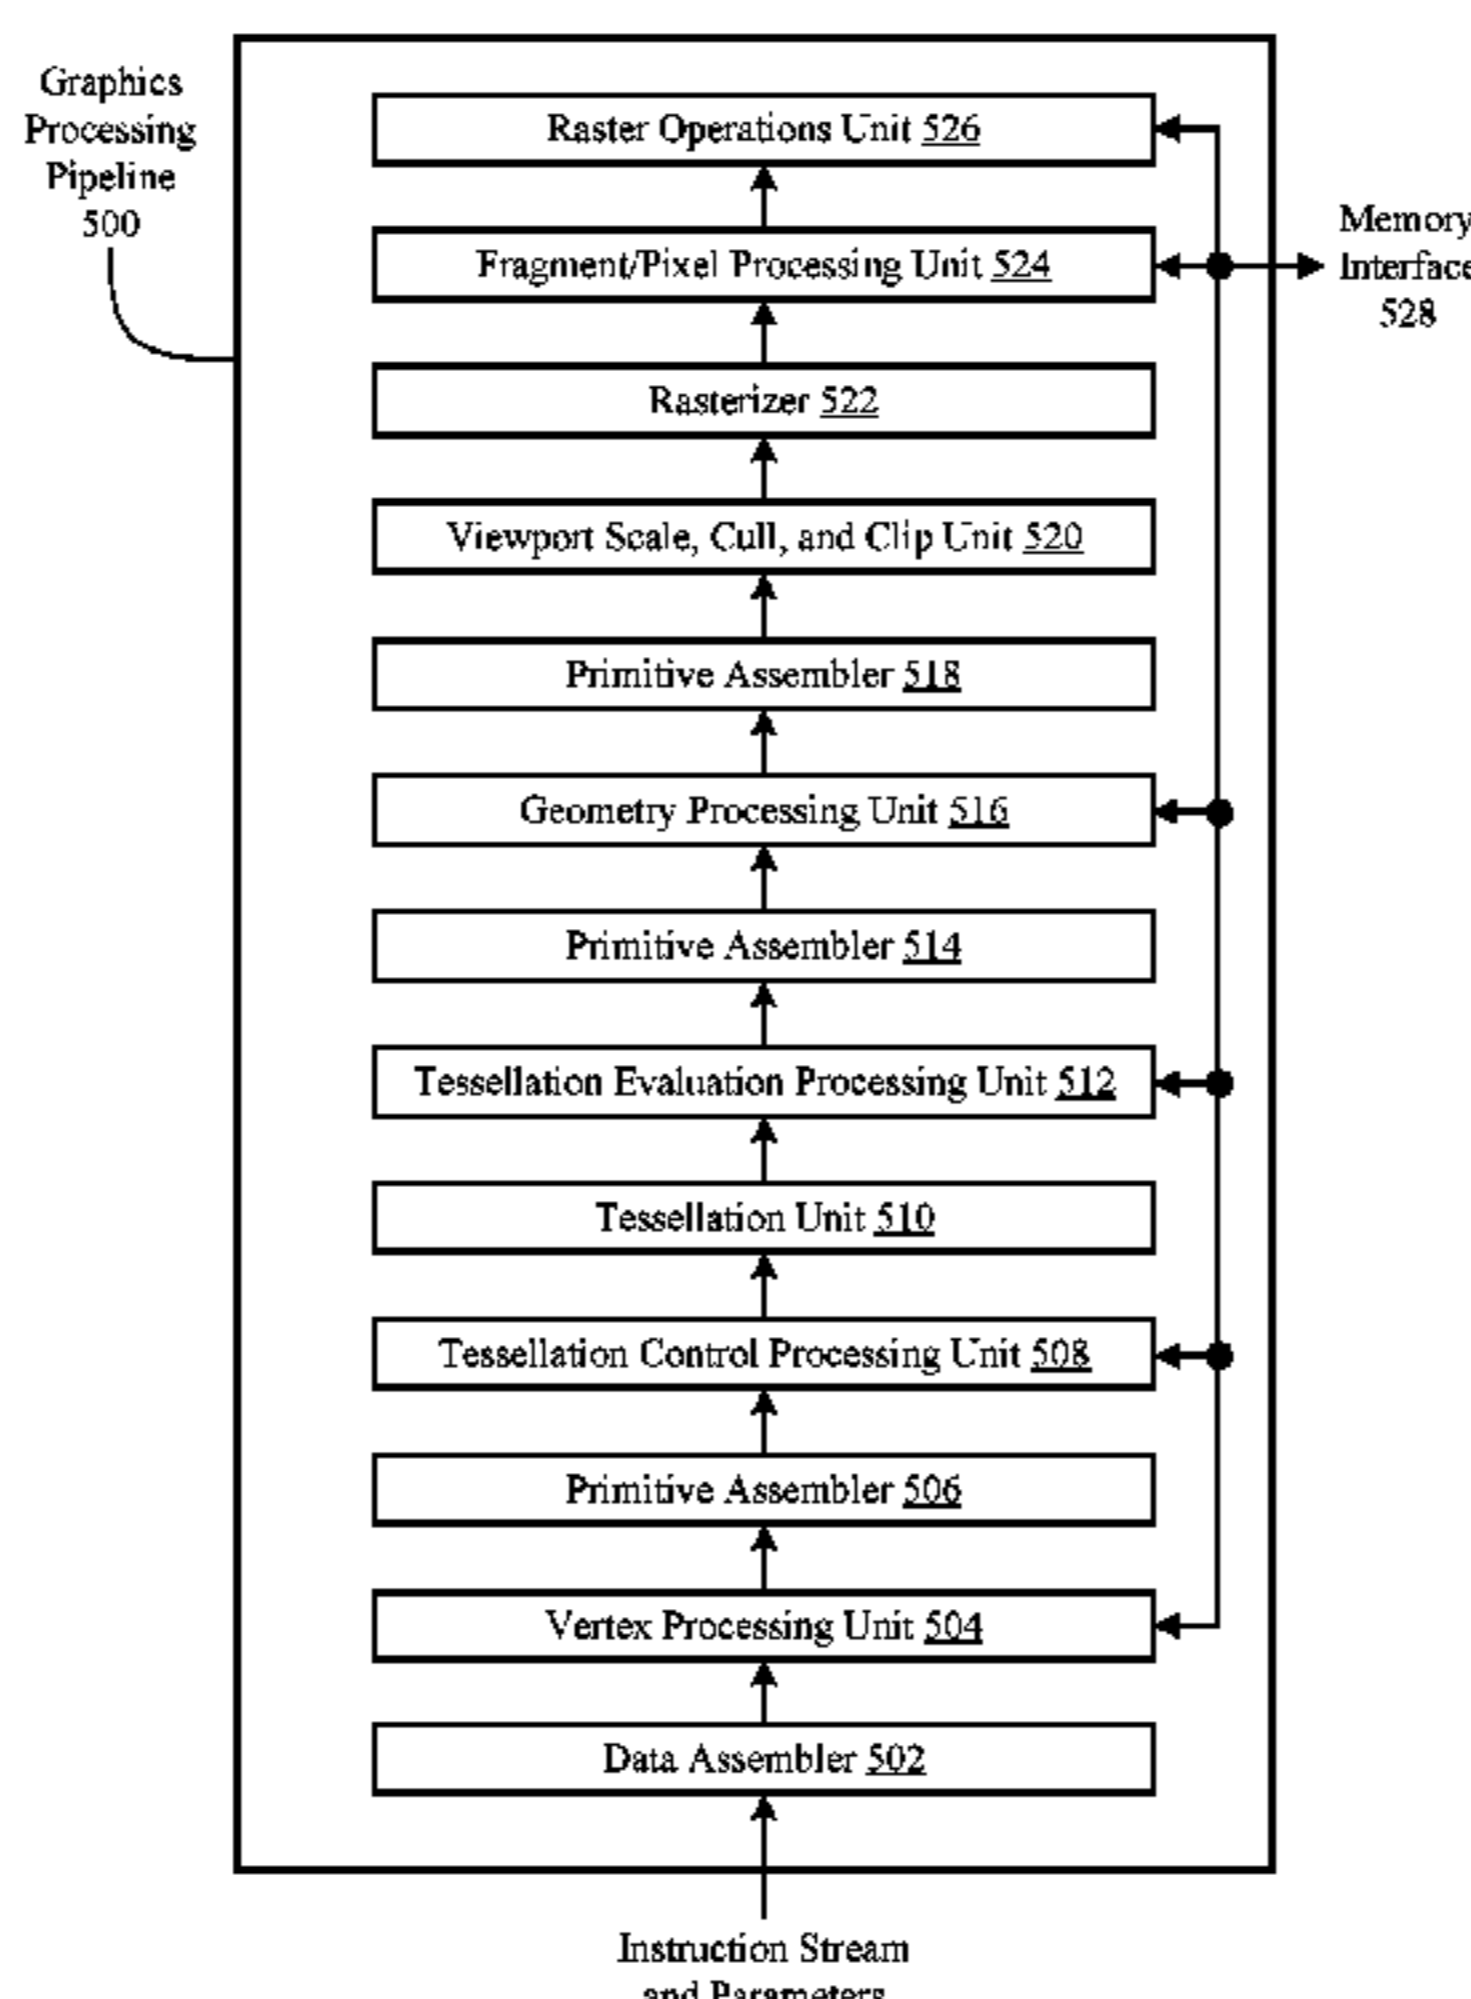 Graphics
Processing
Pipeline
500
Raster Operations Unit 526
Fragment/Pixel Processing Unit 524
Memory
Interface
528
Rasterizer 522
Viewport Scale, Cull, and Clip Unit 520
Primitive Assembler 518
Geometry Processing Unit 516
Primitive Assembler 514
Tessellation Evaluation Processing Unit 512
Tessellation Unit 510
Tessellation Control Processing Unit 508
Primitive Assembler 506
Vertex Processing Unit 504
Data Assembler 502
Instruction Stream
and Parameters